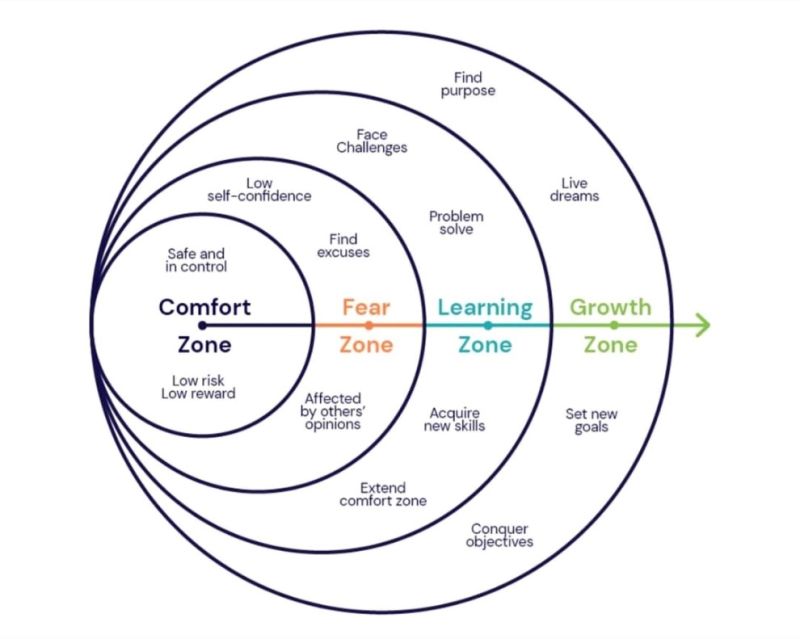 Find
purpose
Face
Challenges
Live
dreams
Low
self-confidence
Problem
solve
Find
excuses
Safe and
in control
Comfort
Zone
Fear
Zone
Learning
Zone
Growth
Zone
Low risk
Low reward
Affected
by others'
opinions
Acquire
new skills
Set new
goals
Extend
comfort zone
Conquer
objectives